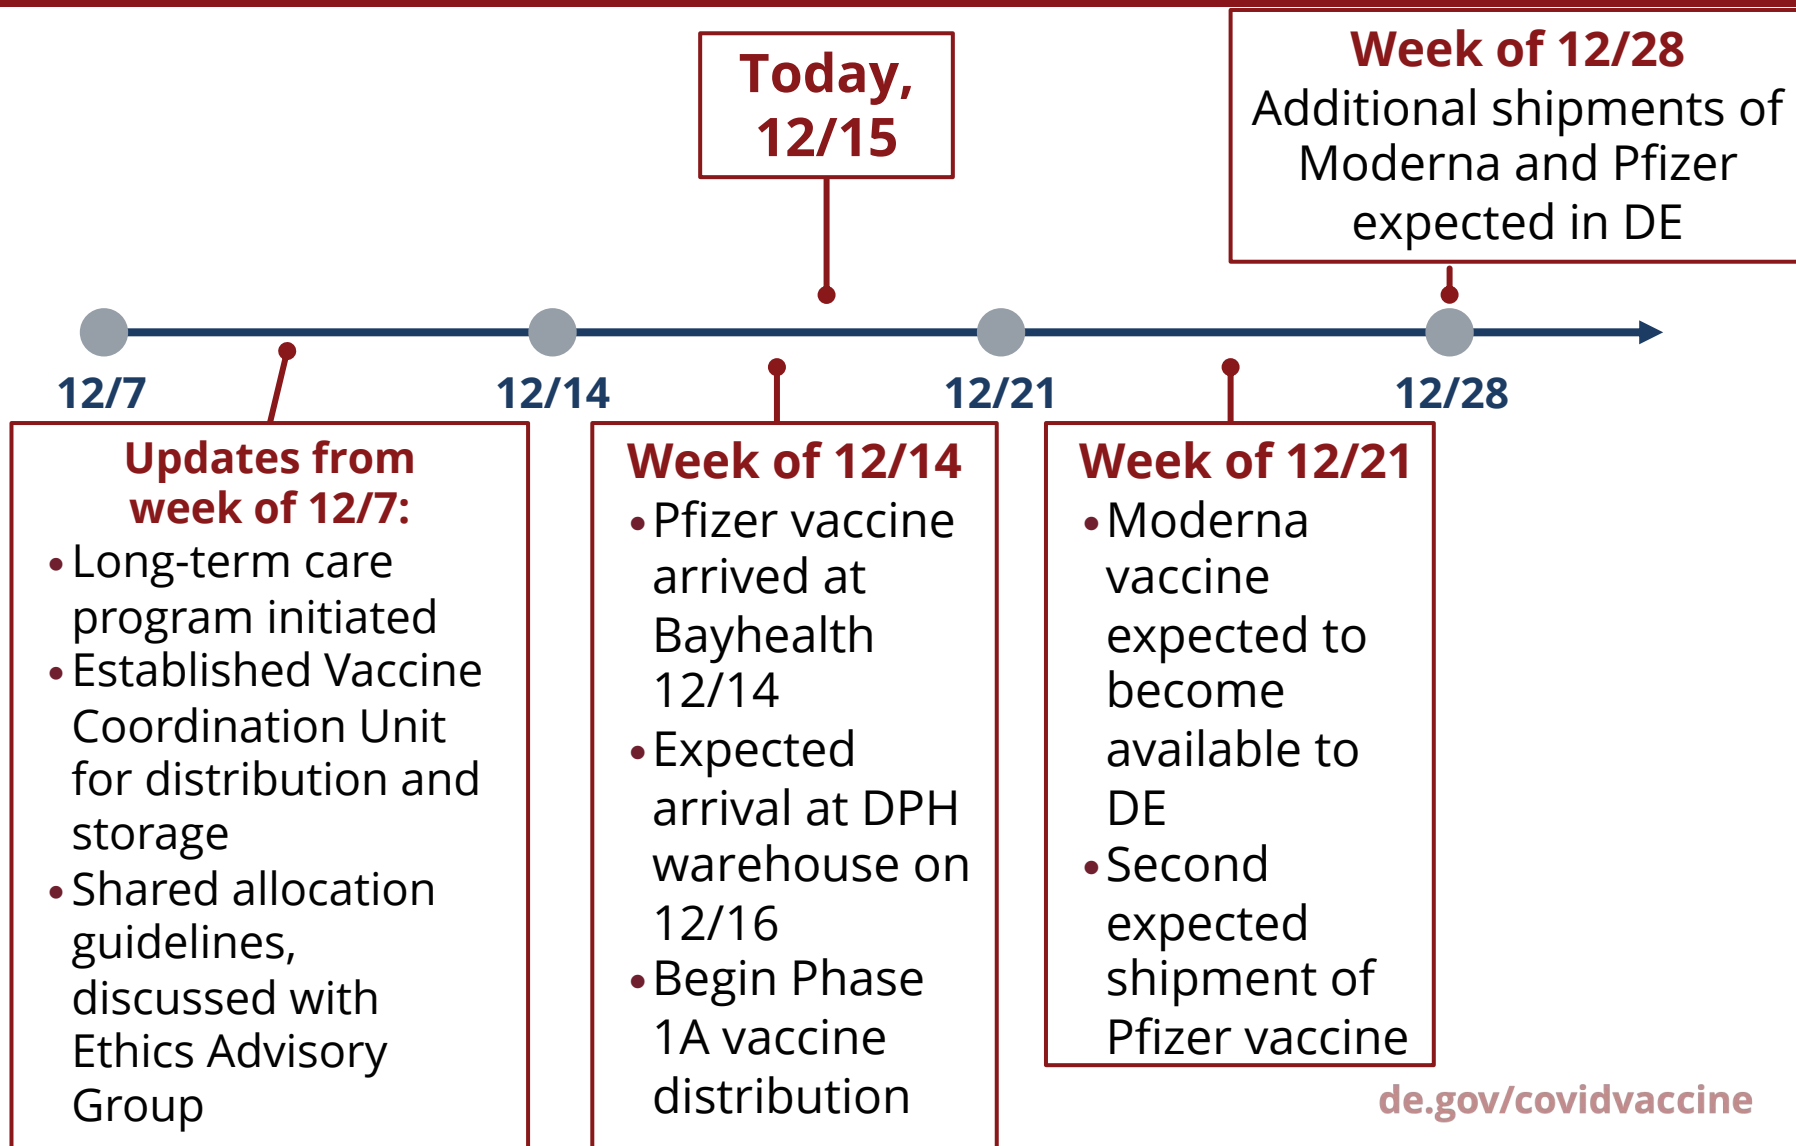 Today,
12/15
Week of 12/28
Additional shipments of
Moderna and Pfizer
expected in DE
12/7
12/14
12/21
12/28
Updates from
week of 12/7:
•Long-term care
program initiated
•Established Vaccine
Coordination Unit
for distribution and
storage
•Shared allocation
guidelines,
discussed with
Ethics Advisory
Group
Week of 12/14
•Pfizer vaccine
arrived at
Bayhealth
12/14
•Expected
arrival at DPH
warehouse on
12/16
•Begin Phase
1A vaccine
distribution
Week of 12/21
•Moderna
vaccine
expected to
become
available to
DE
•Second
expected
shipment of
Pfizer vaccine
de.gov/covidvaccine